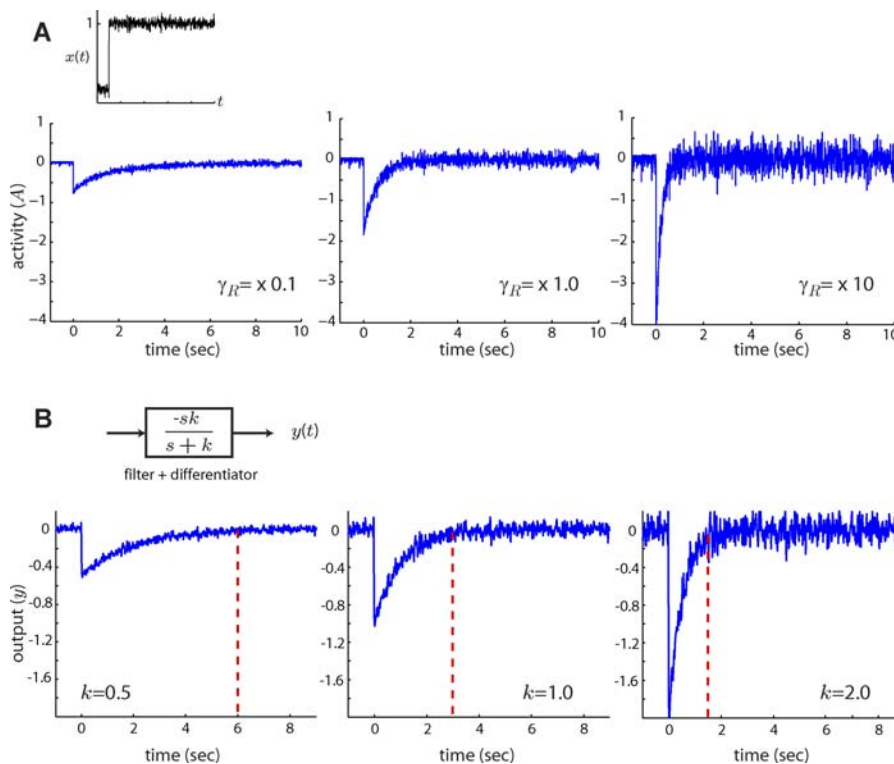 A
1
x(t)
t
activity (A)
1
0
−1
−2
−3
−4
γR= x 0.1
0 2 4 6 8 10
time (sec)
1
0
−1
−2
−3
−4
γR= x 1.0
0 2 4 6 8 10
time (sec)
1
0
−1
−2
−3
−4
γR= x 10
0 2 4 6 8 10
time (sec)
B
-sk
s + k
y(t)
filter + differentiator
output (y)
0
-0.4
-0.8
-1.2
-1.6
k=0.5
0 2 4 6 8
time (sec)
0
-0.4
-0.8
-1.2
-1.6
k=1.0
0 2 4 6 8
time (sec)
0
-0.4
-0.8
-1.2
-1.6
k=2.0
0 2 4 6 8
time (sec)